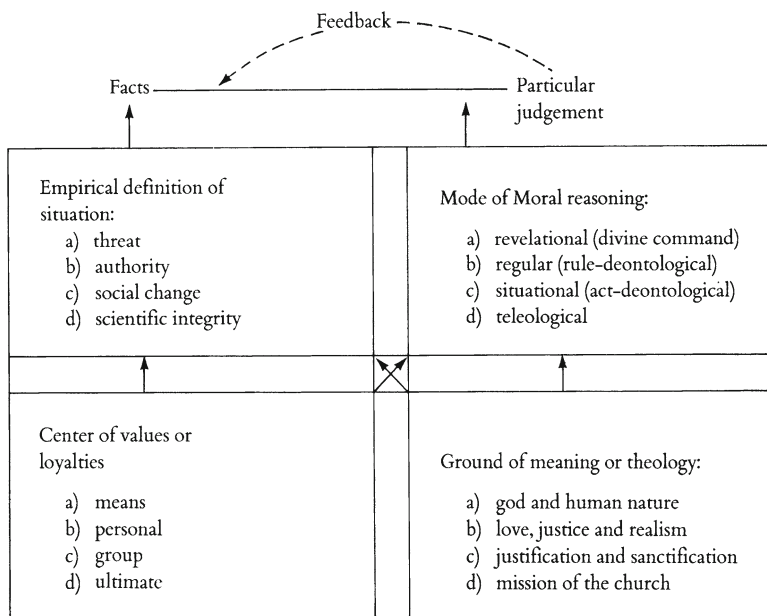 Feedback
Facts
Particular
judgement
Empirical definition of
situation:
a) threat
b) authority
c) social change
d) scientific integrity
Mode of Moral reasoning:
a) revelational (divine command)
b) regular (rule-deontological)
c) situational (act-deontological)
d) teleological
Center of values or
loyalties
a) means
b) personal
c) group
d) ultimate
Ground of meaning or theology:
a) god and human nature
b) love, justice and realism
c) justification and sanctification
d) mission of the church